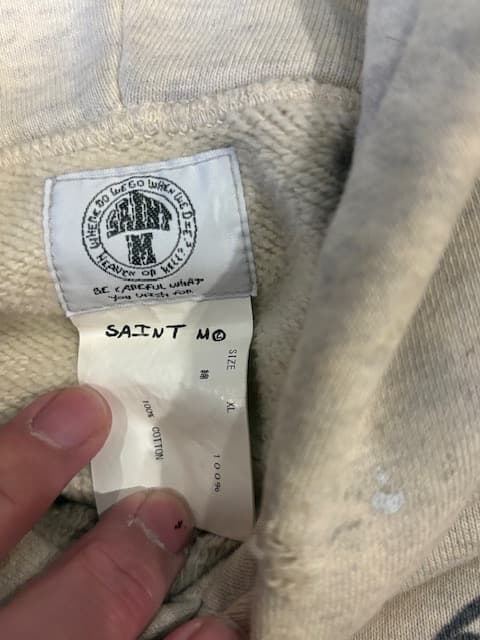 WHERE DO WE GO WHEN WE DIE?
HEAVEN OR HELL?
SAINT
M
BE CAREFUL WHAT
YOU WISH FOR
SAINT M
SIZE XL
綿 100%
100% COTTON